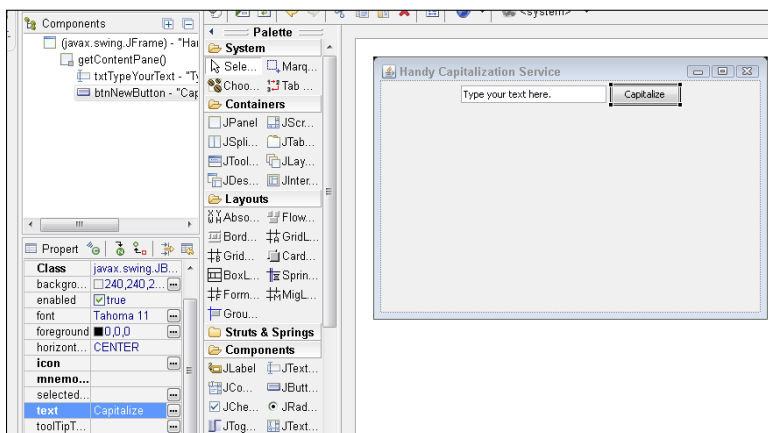 <system>
Components
(javax.swing.JFrame) - "Hai
getContentPane()
txtTypeYourText - "Ty
btnNewButton - "Cap
Propert
Class javax.swing.JB...
backgro... 240,240,2...
enabled true
font Tahoma 11
foreground 0,0,0
horizont... CENTER
icon
mnemo...
selected...
text Capitalize
toolTipT...
Palette
System
Sele... Marq...
Choo... Tab ...
Containers
JPanel JScr...
JSpli... JTab...
JTool... JLay...
JDes... JInter...
Layouts
Abso... Flow...
Bord... GridL...
Grid... Card...
BoxL... Sprin...
Form... MigL...
Grou...
Struts & Springs
Components
JLabel JText...
JCo... JButt...
JChe... JRad...
JTog... JText...
Handy Capitalization Service
Type your text here. Capitalize